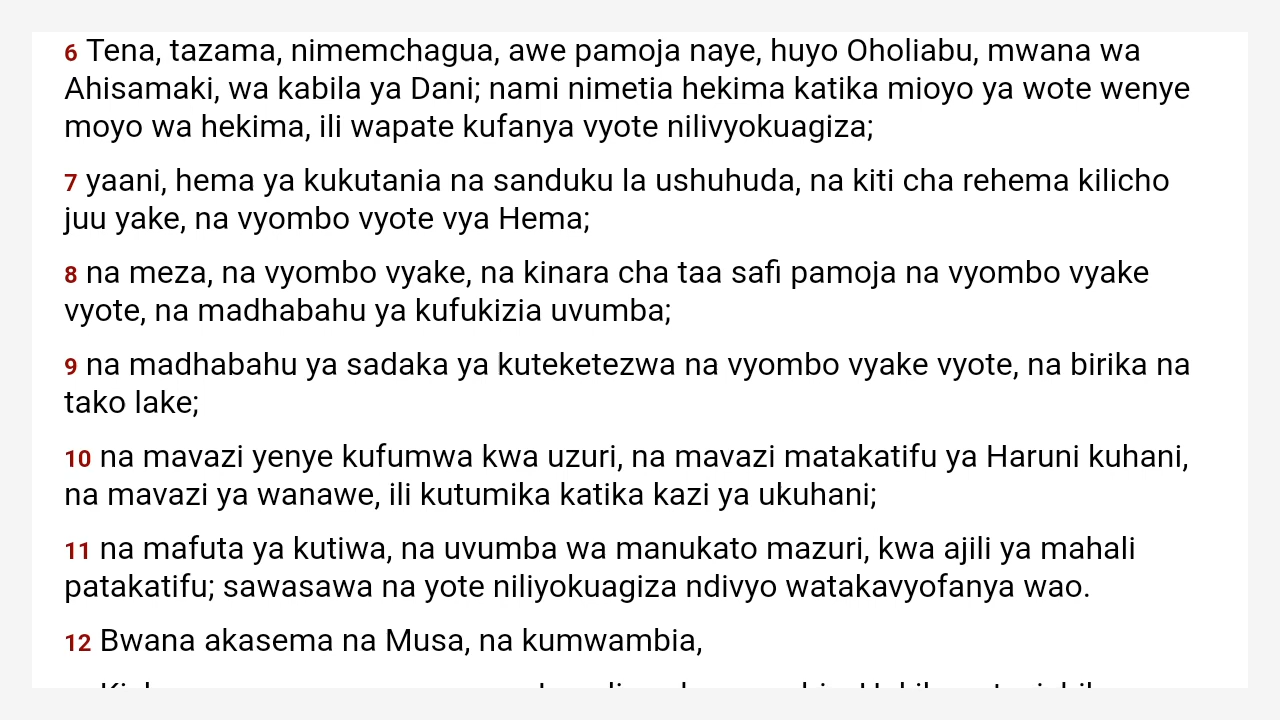 6 Tena, tazama, nimemchagua, awe pamoja naye, huyo Oholiabu, mwana wa
Ahisamaki, wa kabila ya Dani; nami nimetia hekima katika mioyo ya wote wenye
moyo wa hekima, ili wapate kufanya vyote nilivyokuagiza;
7 yaani, hema ya kukutania na sanduku la ushuhuda, na kiti cha rehema kilicho
juu yake, na vyombo vyote vya Hema;
8 na meza, na vyombo vyake, na kinara cha taa safi pamoja na vyombo vyake
vyote, na madhabahu ya kufukizia uvumba;
9 na madhabahu ya sadaka ya kuteketezwa na vyombo vyake vyote, na birika na
tako lake;
10 na mavazi yenye kufumwa kwa uzuri, na mavazi matakatifu ya Haruni kuhani,
na mavazi ya wanawe, ili kutumika katika kazi ya ukuhani;
11 na mafuta ya kutiwa, na uvumba wa manukato mazuri, kwa ajili ya mahali
patakatifu; sawasawa na yote niliyokuagiza ndivyo watakavyofanya wao.
12 Bwana akasema na Musa, na kumwambia,